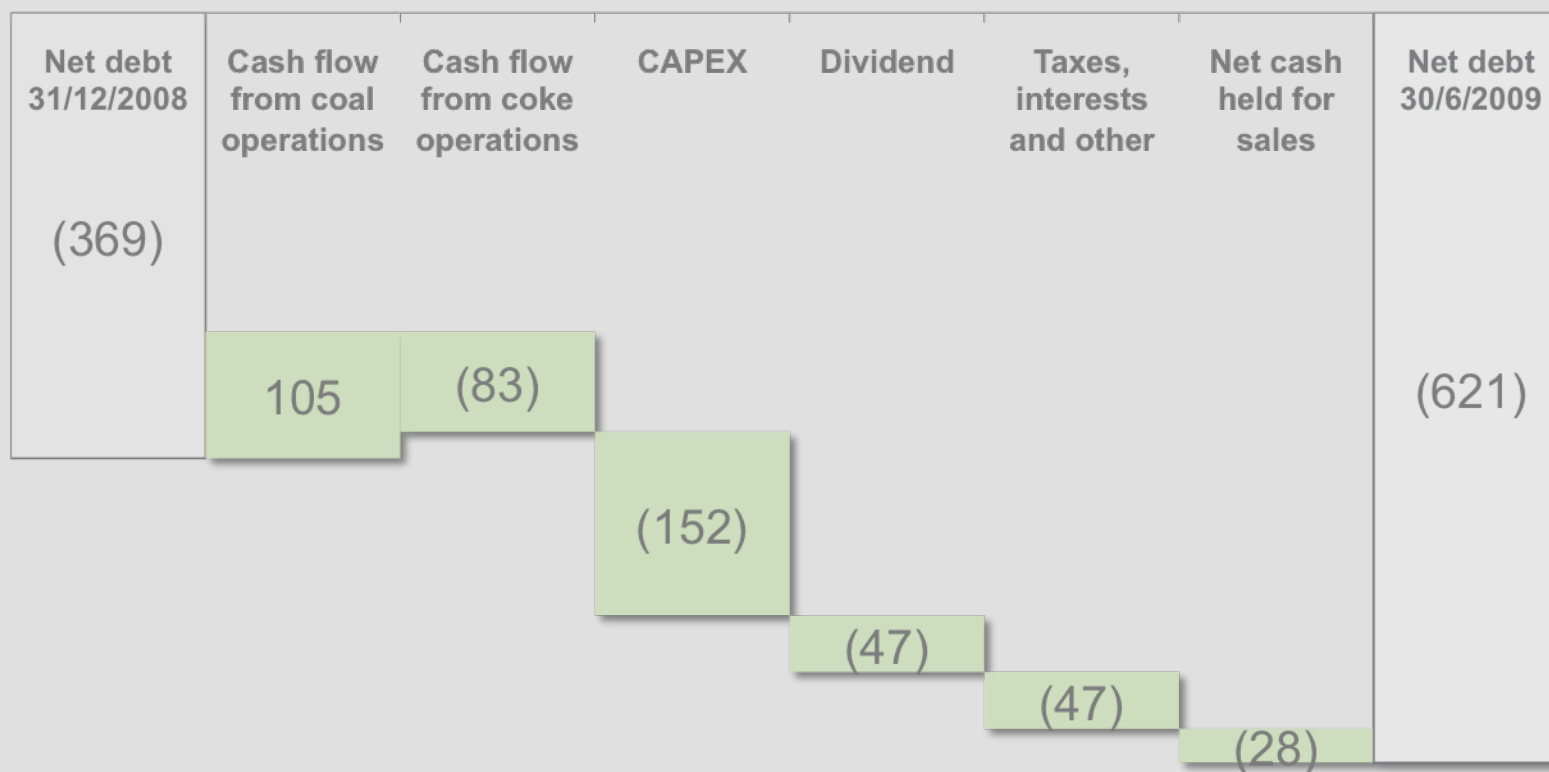 Net debt
31/12/2008
Cash flow
from coal
operations
Cash flow
from coke
operations
CAPEX
Dividend
Taxes,
interests
and other
Net cash
held for
sales
Net debt
30/6/2009
(369)
105
(83)
(152)
(47)
(47)
(28)
(621)